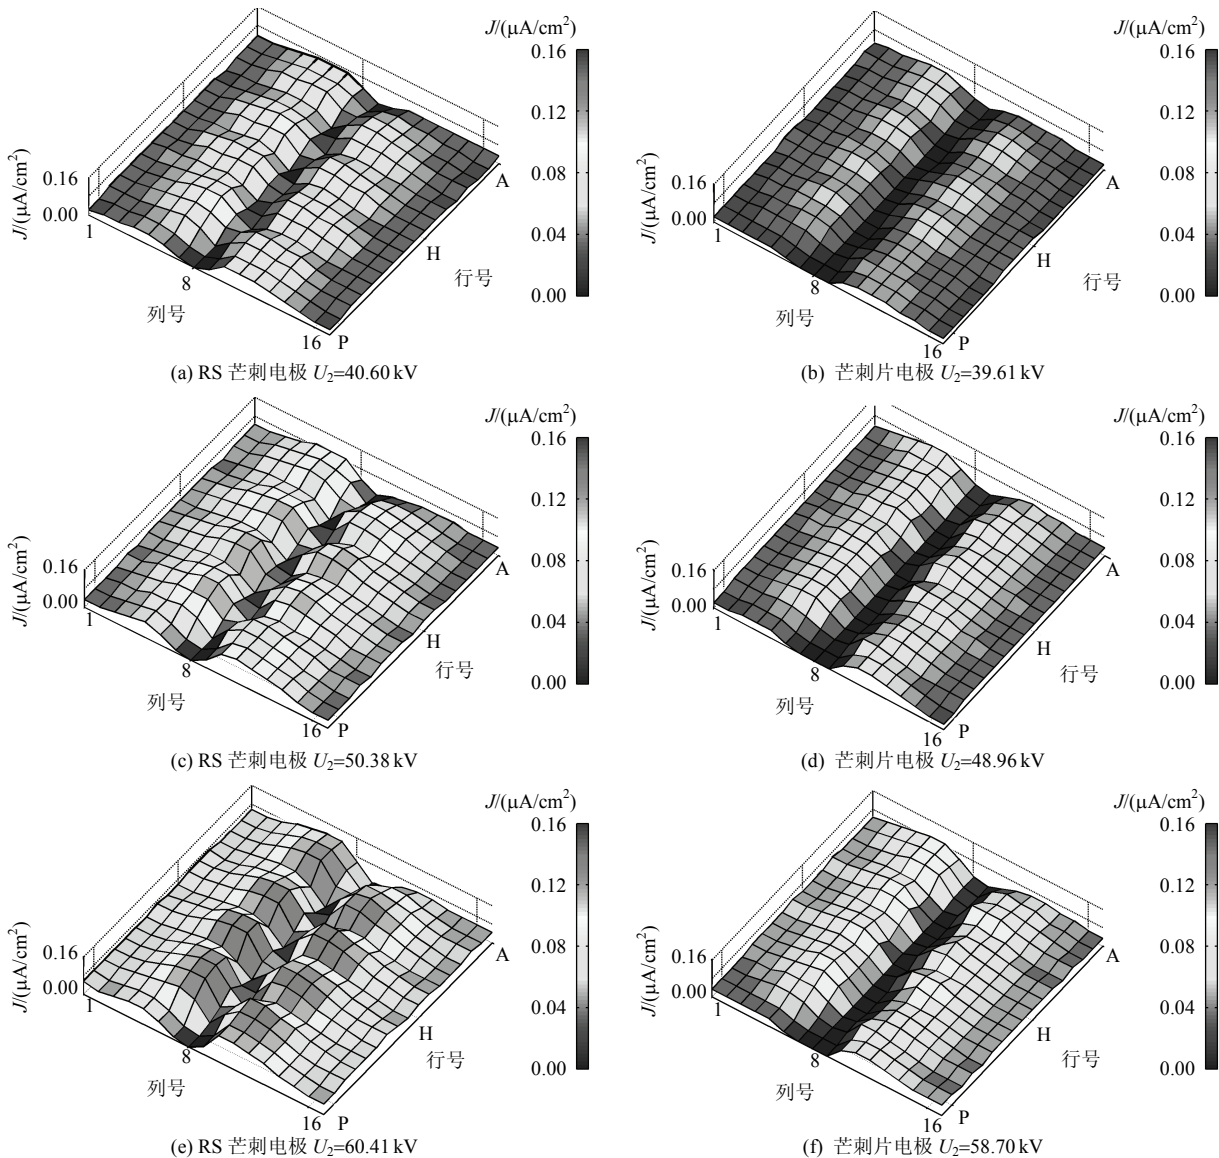 J/(μA/cm²)
0.16
0.12
0.08
0.04
0.00
J/(μA/cm²)
0.16
0.00
1
8
16
列号
A
H
P
行号
(a) RS 芒刺电极 U₂=40.60 kV
J/(μA/cm²)
0.16
0.12
0.08
0.04
0.00
J/(μA/cm²)
0.16
0.00
1
8
16
列号
A
H
P
行号
(b) 芒刺片电极 U₂=39.61 kV
J/(μA/cm²)
0.16
0.12
0.08
0.04
0.00
J/(μA/cm²)
0.16
0.00
1
8
16
列号
A
H
P
行号
(c) RS 芒刺电极 U₂=50.38 kV
J/(μA/cm²)
0.16
0.12
0.08
0.04
0.00
J/(μA/cm²)
0.16
0.00
1
8
16
列号
A
H
P
行号
(d) 芒刺片电极 U₂=48.96 kV
J/(μA/cm²)
0.16
0.12
0.08
0.04
0.00
J/(μA/cm²)
0.16
0.00
1
8
16
列号
A
H
P
行号
(e) RS 芒刺电极 U₂=60.41 kV
J/(μA/cm²)
0.16
0.12
0.08
0.04
0.00
J/(μA/cm²)
0.16
0.00
1
8
16
列号
A
H
P
行号
(f) 芒刺片电极 U₂=58.70 kV